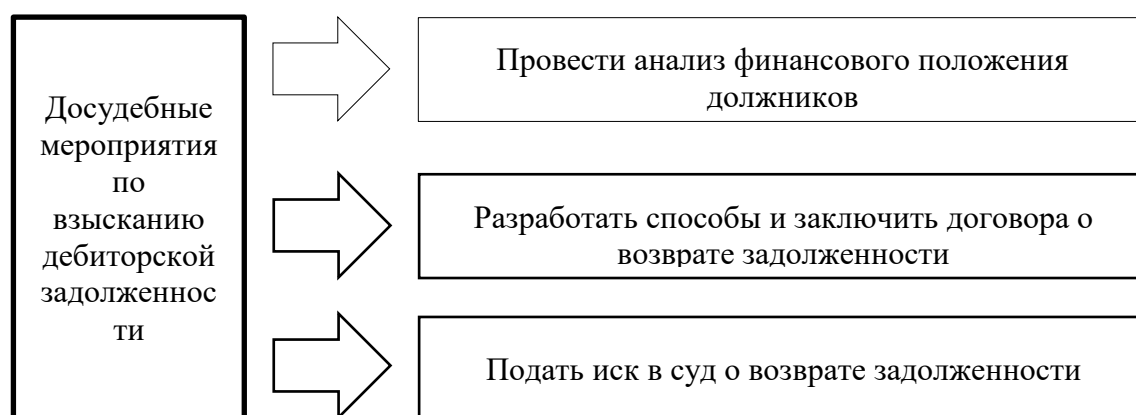 Досудебные
мероприятия
по
взысканию
дебиторской
задолженнос
ти
Провести анализ финансового положения
должников
Разработать способы и заключить договора о
возврате задолженности
Подать иск в суд о возврате задолженности